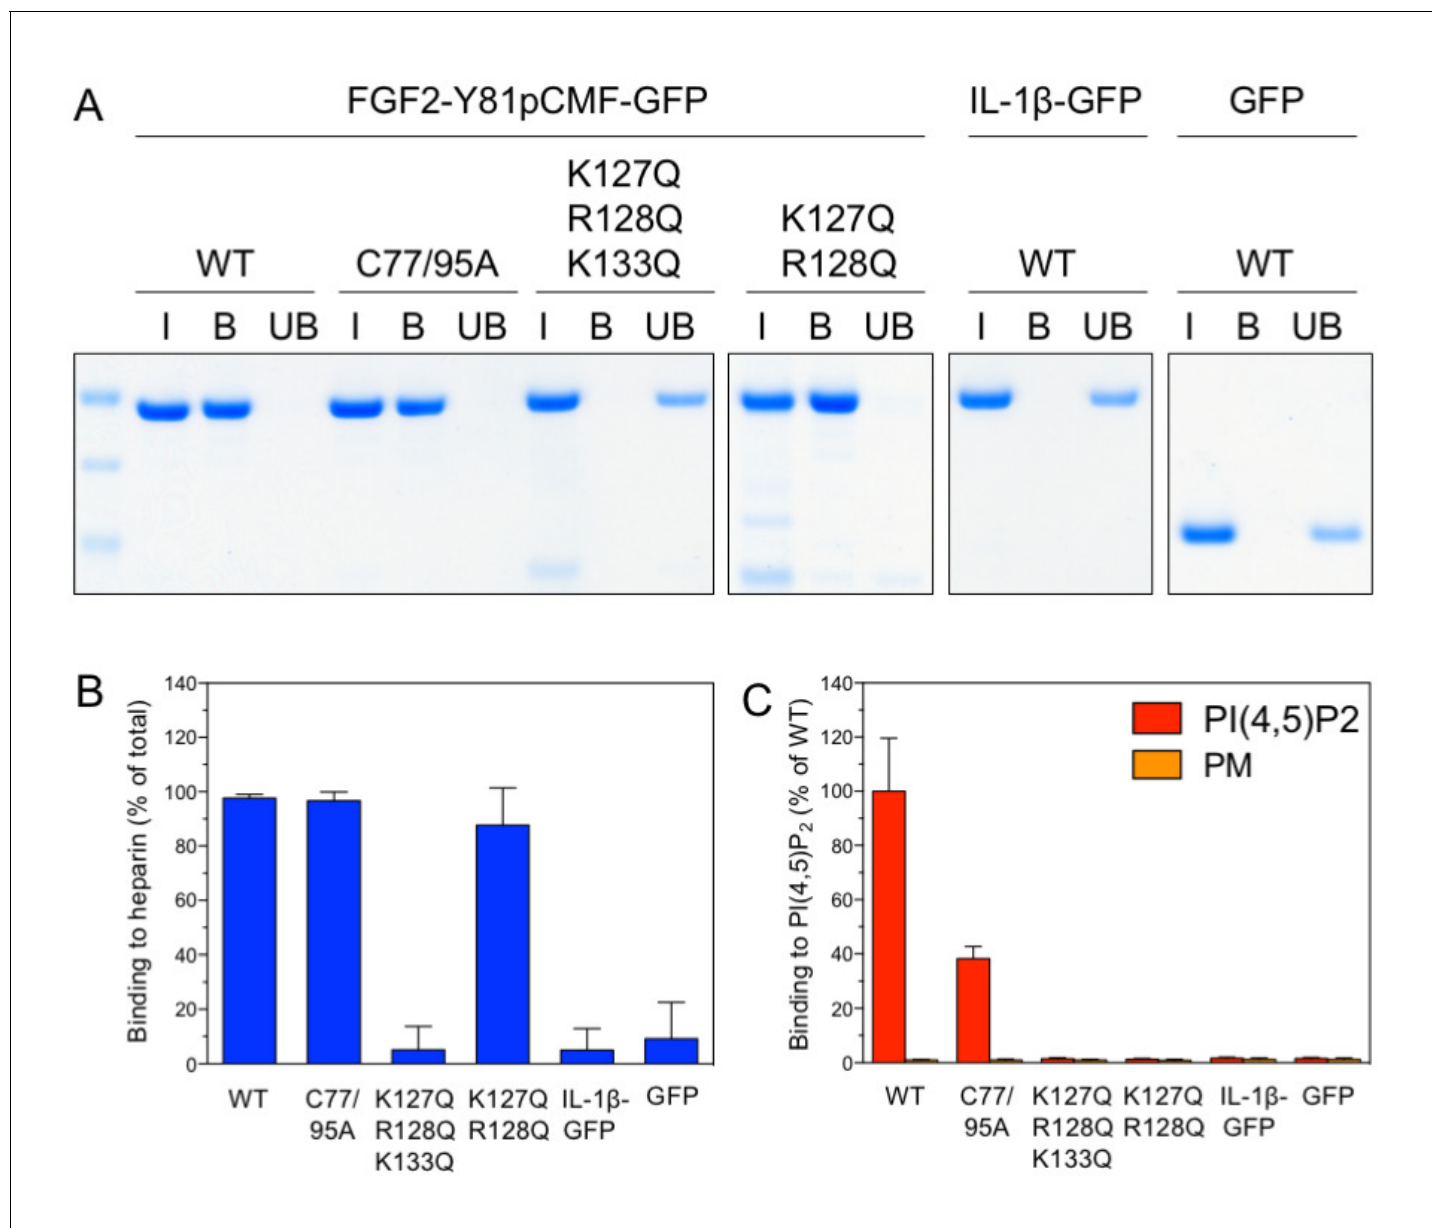 A
FGF2-Y81pCMF-GFP IL-1β-GFP GFP
K127Q
R128Q K127Q
WT C77/95A K133Q R128Q WT WT
I B UB I B UB I B UB I B UB I B UB I B UB
B
Binding to heparin (% of total)
140
120
100
80
60
40
20
0
WT C77/ K127Q K127Q IL-1β- GFP
95A R128Q R128Q GFP
K133Q
C
Binding to PI(4,5)P2 (% of WT)
140
120
100
80
60
40
20
0
PI(4,5)P2
PM
WT C77/ K127Q K127Q IL-1β- GFP
95A R128Q R128Q GFP
K133Q